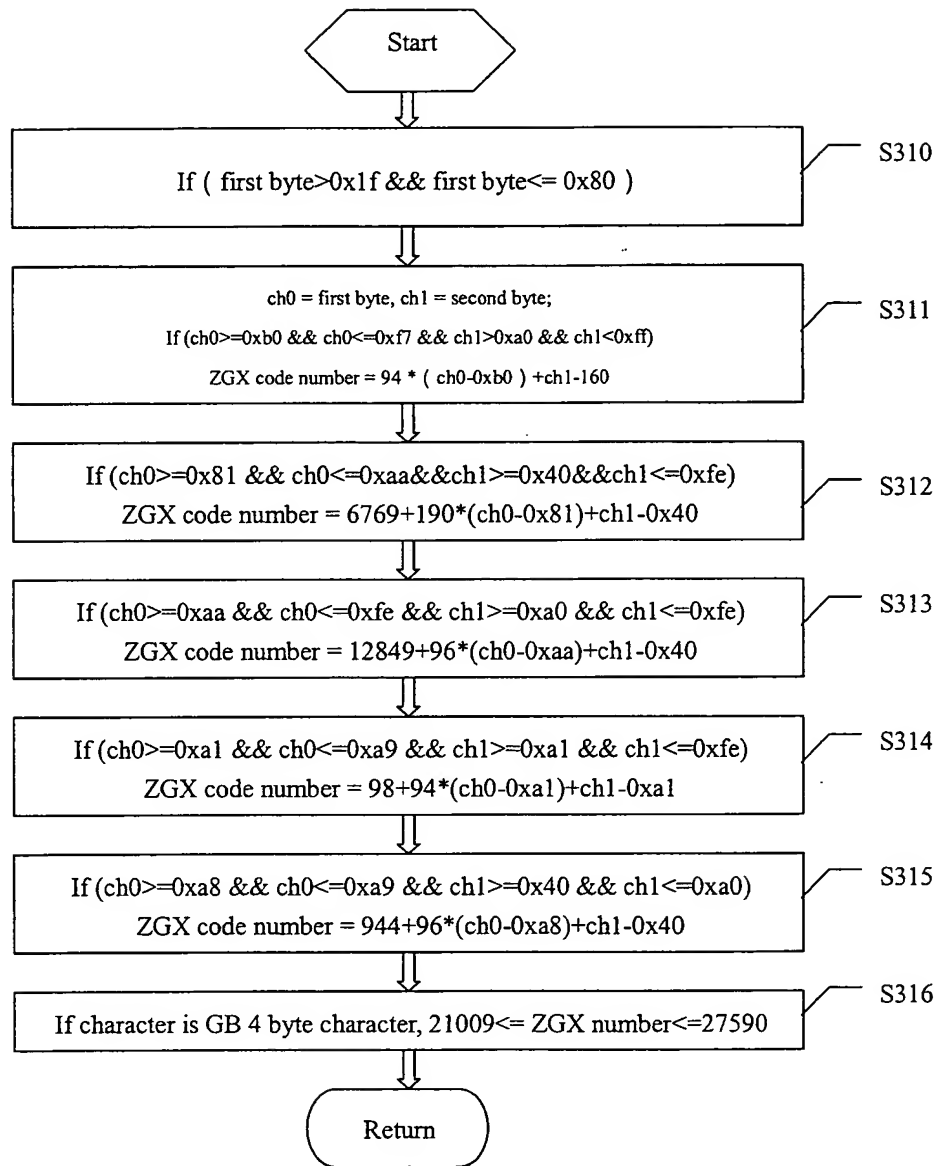 Start
If ( first byte>0x1f && first byte<= 0x80 )
S310
ch0 = first byte, ch1 = second byte;
If (ch0>=0xb0 && ch0<=0xf7 && ch1>0xa0 && ch1<0xff)
ZGX code number = 94 * ( ch0-0xb0 ) +ch1-160
S311
If (ch0>=0x81 && ch0<=0xaa&&ch1>=0x40&&ch1<=0xfe)
ZGX code number = 6769+190*(ch0-0x81)+ch1-0x40
S312
If (ch0>=0xaa && ch0<=0xfe && ch1>=0xa0 && ch1<=0xfe)
ZGX code number = 12849+96*(ch0-0xaa)+ch1-0x40
S313
If (ch0>=0xa1 && ch0<=0xa9 && ch1>=0xa1 && ch1<=0xfe)
ZGX code number = 98+94*(ch0-0xa1)+ch1-0xa1
S314
If (ch0>=0xa8 && ch0<=0xa9 && ch1>=0x40 && ch1<=0xa0)
ZGX code number = 944+96*(ch0-0xa8)+ch1-0x40
S315
If character is GB 4 byte character, 21009<= ZGX number<=27590
S316
Return